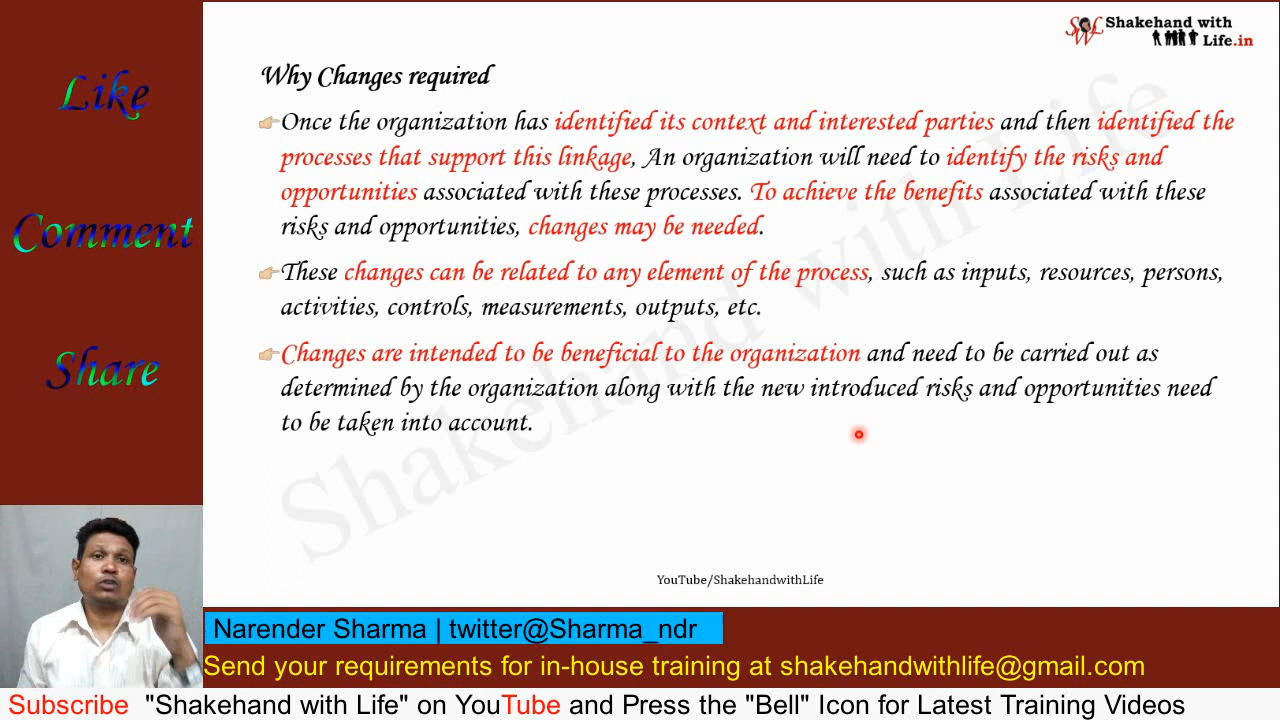 Shakehand with
Life.in
SWL
Like
Comment
Share
Why Changes required
Once the organization has identified its context and interested parties and then identified the
processes that support this linkage, An organization will need to identify the risks and
opportunities associated with these processes. To achieve the benefits associated with these
risks and opportunities, changes may be needed.
These changes can be related to any element of the process, such as inputs, resources, persons,
activities, controls, measurements, outputs, etc.
Changes are intended to be beneficial to the organization and need to be carried out as
determined by the organization along with the new introduced risks and opportunities need
to be taken into account.
Shakehand with Life
YouTube/ShakehandwithLife
Narender Sharma | twitter@Sharma_ndr
Send your requirements for in-house training at shakehandwithlife@gmail.com
Subscribe "Shakehand with Life" on YouTube and Press the "Bell" Icon for Latest Training Videos